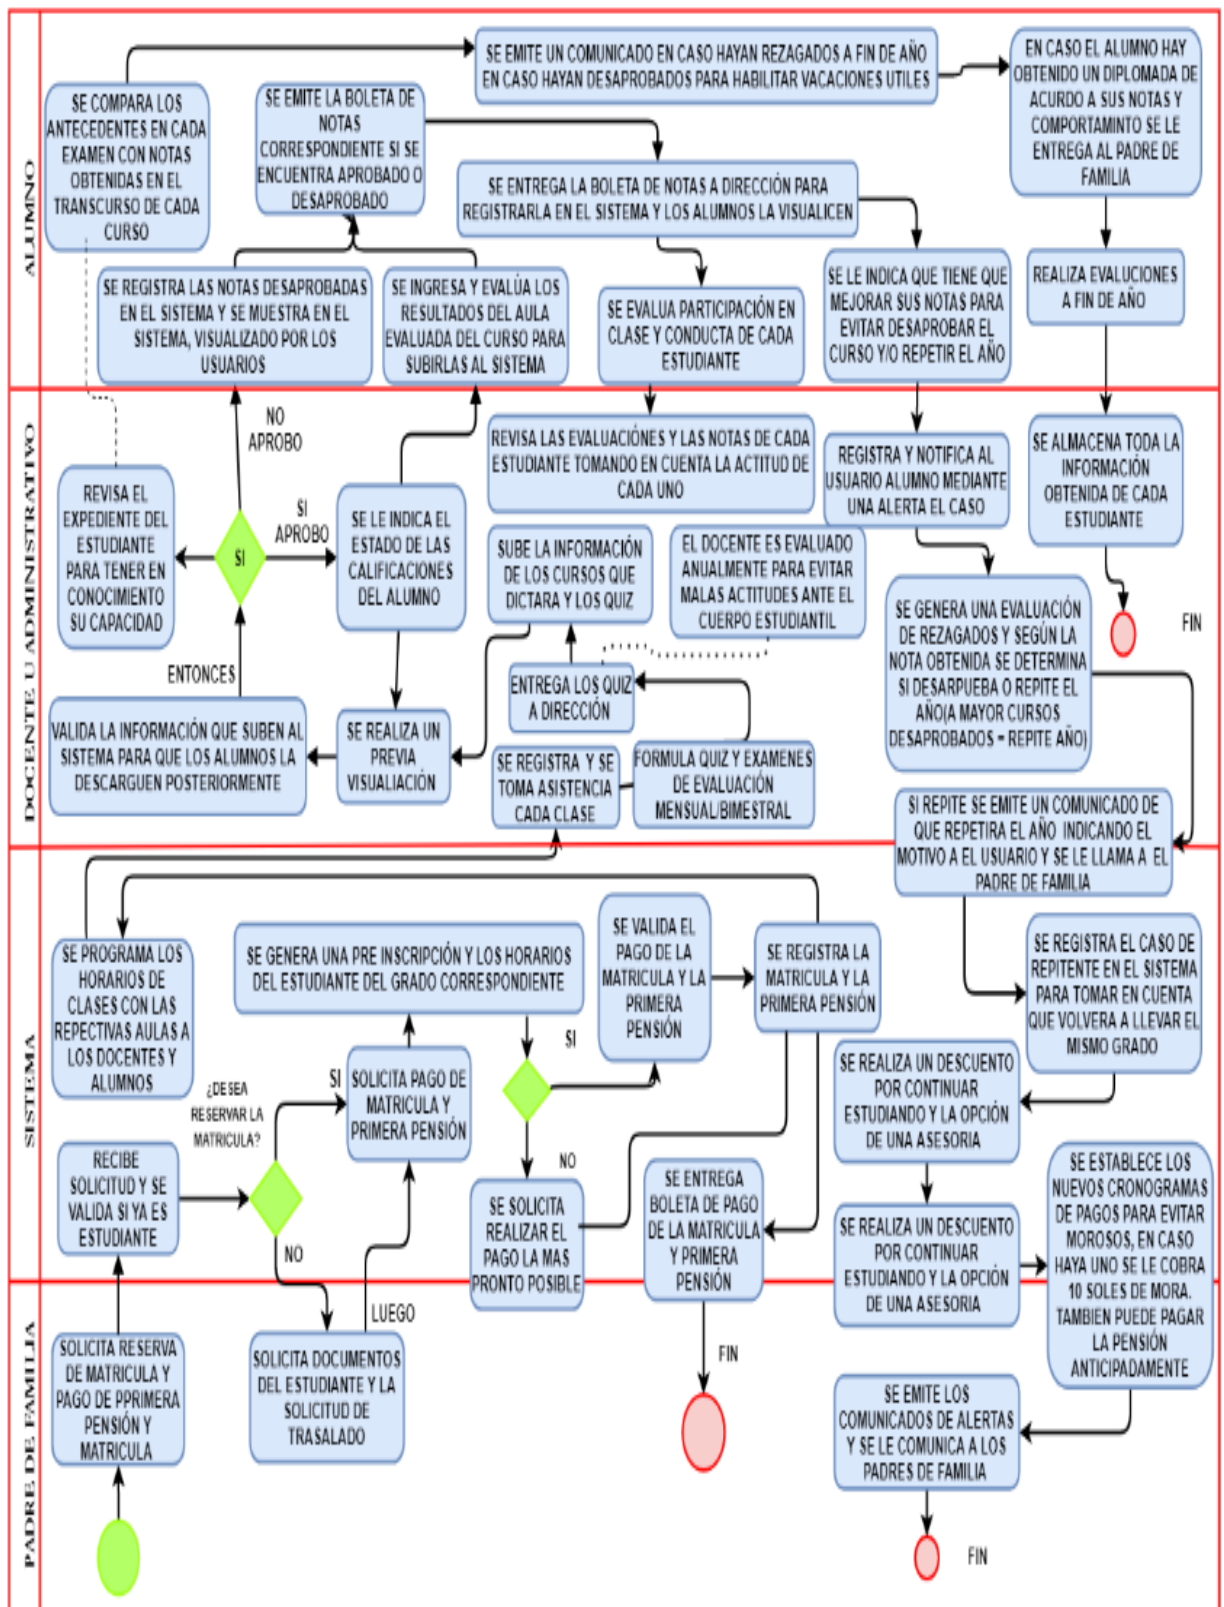 ALUMNO
SE COMPARA LOS
ANTECEDENTES EN CADA
EXAMEN CON NOTAS
OBTENIDAS EN EL
TRANSCURSO DE CADA
CURSO
SE EMITE UN COMUNICADO EN CASO HAYAN REZAGADOS A FIN DE AÑO
EN CASO HAYAN DESAPROBADOS PARA HABILITAR VACACIONES UTILES
EN CASO EL ALUMNO HAY
OBTENIDO UN DIPLOMADA DE
ACURDO A SUS NOTAS Y
COMPORTAMINTO SE LE
ENTREGA AL PADRE DE
FAMILIA
SE EMITE LA BOLETA DE
NOTAS
CORRESPONDIENTE SI SE
ENCUENTRA APROBADO O
DESAPROBADO
SE ENTREGA LA BOLETA DE NOTAS A DIRECCIÓN PARA
REGISTRARLA EN EL SISTEMA Y LOS ALUMNOS LA VISUALICEN
SE REGISTRA LAS NOTAS DESAPROBADAS
EN EL SISTEMA Y SE MUESTRA EN EL
SISTEMA, VISUALIZADO POR LOS
USUARIOS
SE INGRESA Y EVALÚA LOS
RESULTADOS DEL AULA
EVALUADA DEL CURSO PARA
SUBIRLAS AL SISTEMA
SE EVALUA PARTICIPACIÓN EN
CLASE Y CONDUCTA DE CADA
ESTUDIANTE
SE LE INDICA QUE TIENE QUE
MEJORAR SUS NOTAS PARA
EVITAR DESAPROBAR EL
CURSO Y/O REPETIR EL AÑO
REALIZA EVALUCIONES
A FIN DE AÑO
DOCENTE U ADMINISTRATIVO
NO
APROBO
SI
APROBO
SI
REVISA EL
EXPEDIENTE DEL
ESTUDIANTE
PARA TENER EN
CONOCIMIENTO
SU CAPACIDAD
SE LE INDICA EL
ESTADO DE LAS
CALIFICACIONES
DEL ALUMNO
REVISA LAS EVALUACIÓNES Y LAS NOTAS DE CADA
ESTUDIANTE TOMANDO EN CUENTA LA ACTITUD DE
CADA UNO
REGISTRA Y NOTIFICA AL
USUARIO ALUMNO MEDIANTE
UNA ALERTA EL CASO
SE ALMACENA TODA LA
INFORMACIÓN
OBTENIDA DE CADA
ESTUDIANTE
SUBE LA INFORMACIÓN
DE LOS CURSOS QUE
DICTARA Y LOS QUIZ
EL DOCENTE ES EVALUADO
ANUALMENTE PARA EVITAR
MALAS ACTITUDES ANTE EL
CUERPO ESTUDIANTIL
FIN
SE GENERA UNA EVALUACIÓN
DE REZAGADOS Y SEGÚN LA
NOTA OBTENIDA SE DETERMINA
SI DESARPUEBA O REPITE EL
AÑO(A MAYOR CURSOS
DESAPROBADOS = REPITE AÑO)
ENTONCES
ENTREGA LOS QUIZ
A DIRECCIÓN
VALIDA LA INFORMACIÓN QUE SUBEN AL
SISTEMA PARA QUE LOS ALUMNOS LA
DESCARGUEN POSTERIORMENTE
SE REALIZA UN
PREVIA
VISUALIACIÓN
SE REGISTRA Y SE
TOMA ASISTENCIA
CADA CLASE
FORMULA QUIZ Y EXAMENES
DE EVALUACIÓN
MENSUAL/BIMESTRAL
SI REPITE SE EMITE UN COMUNICADO DE
QUE REPETIRA EL AÑO INDICANDO EL
MOTIVO A EL USUARIO Y SE LE LLAMA A EL
PADRE DE FAMILIA
SISTEMA
SE PROGRAMA LOS
HORARIOS DE
CLASES CON LAS
REPECTIVAS AULAS A
LOS DOCENTES Y
ALUMNOS
SE GENERA UNA PRE INSCRIPCIÓN Y LOS HORARIOS
DEL ESTUDIANTE DEL GRADO CORRESPONDIENTE
SE VALIDA EL
PAGO DE LA
MATRICULA Y LA
PRIMERA
PENSIÓN
SE REGISTRA LA
MATRICULA Y LA
PRIMERA PENSIÓN
SE REGISTRA EL CASO DE
REPITENTE EN EL SISTEMA
PARA TOMAR EN CUENTA
QUE VOLVERA A LLEVAR EL
MISMO GRADO
SI
¿DESEA
RESERVAR LA
MATRICULA?
SI
SOLICITA PAGO DE
MATRICULA Y
PRIMERA PENSIÓN
SE REALIZA UN DESCUENTO
POR CONTINUAR
ESTUDIANDO Y LA OPCIÓN
DE UNA ASESORIA
RECIBE
SOLICITUD Y SE
VALIDA SI YA ES
ESTUDIANTE
NO
NO
SE SOLICITA
REALIZAR EL
PAGO LA MAS
PRONTO POSIBLE
SE ENTREGA
BOLETA DE PAGO
DE LA MATRICULA
Y PRIMERA
PENSIÓN
SE REALIZA UN DESCUENTO
POR CONTINUAR
ESTUDIANDO Y LA OPCIÓN
DE UNA ASESORIA
SE ESTABLECE LOS
NUEVOS CRONOGRAMAS
DE PAGOS PARA EVITAR
MOROSOS, EN CASO
HAYA UNO SE LE COBRA
10 SOLES DE MORA.
TAMBIEN PUEDE PAGAR
LA PENSIÓN
ANTICIPADAMENTE
PADRE DE FAMILIA
SOLICITA RESERVA
DE MATRICULA Y
PAGO DE PPRIMERA
PENSIÓN Y
MATRICULA
LUEGO
SOLICITA DOCUMENTOS
DEL ESTUDIANTE Y LA
SOLICITUD DE
TRASALADO
FIN
SE EMITE LOS
COMUNICADOS DE ALERTAS
Y SE LE COMUNICA A LOS
PADRES DE FAMILIA
FIN